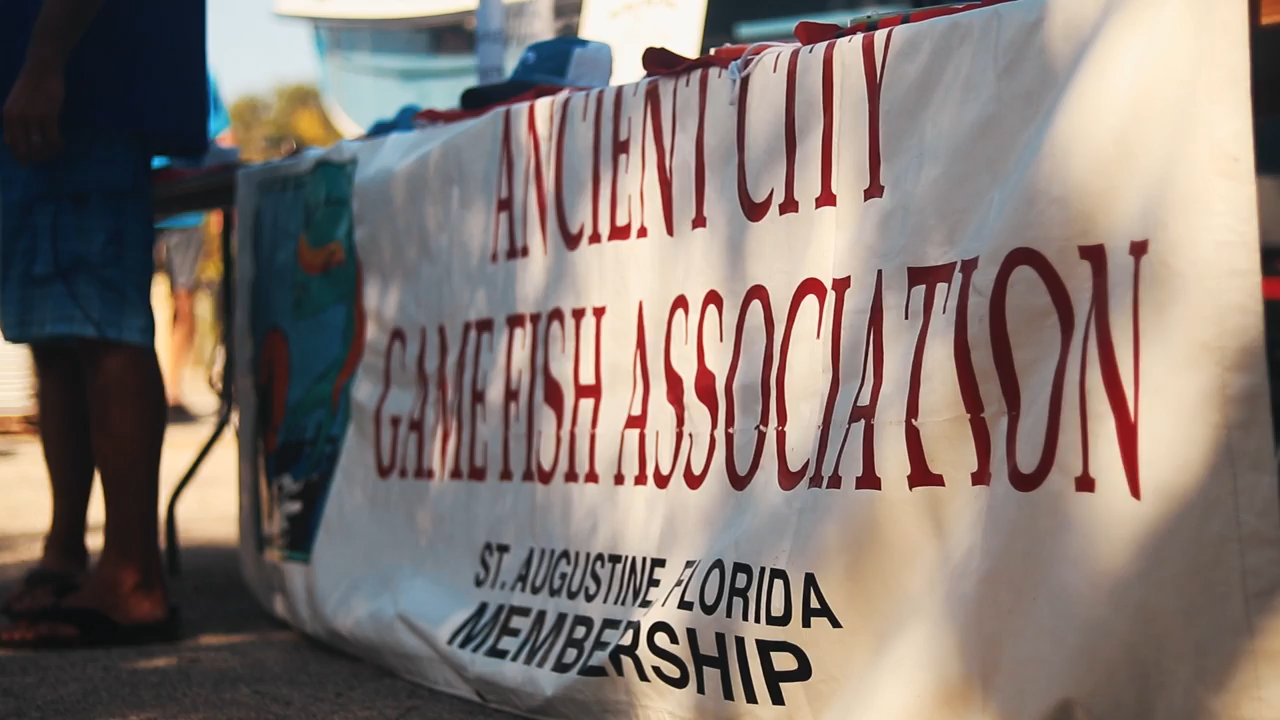 ANCIENT CITY
GAME FISH ASSOCIATION
ST. AUGUSTINE, FLORIDA
MEMBERSHIP